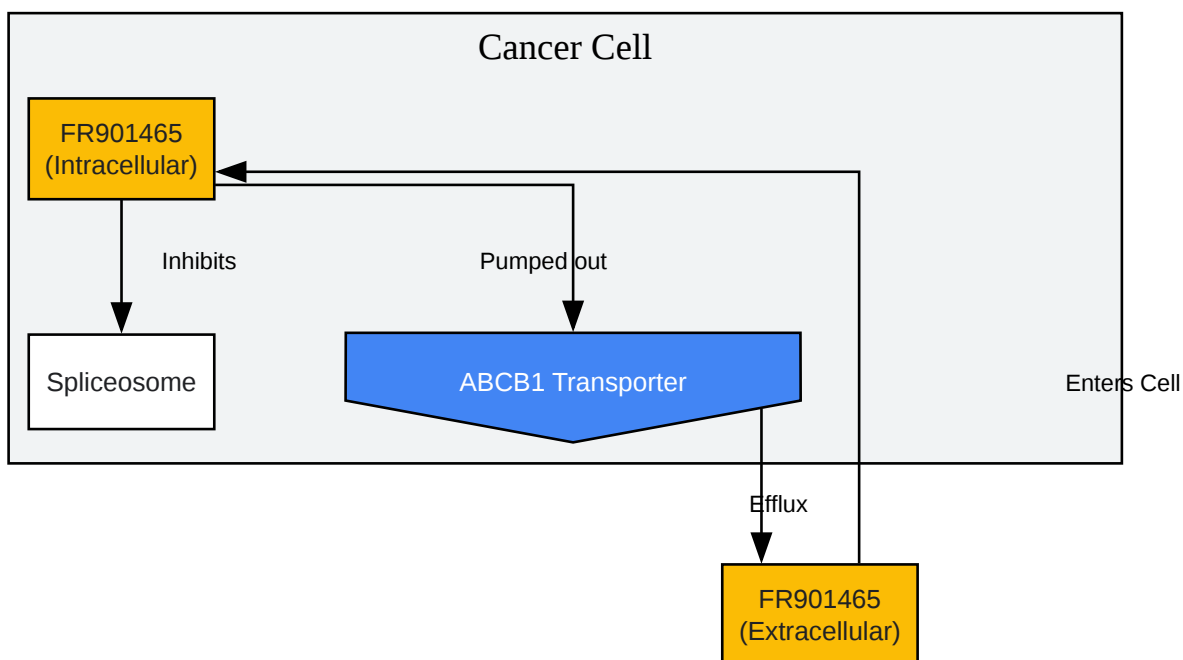 Cancer Cell
FR901465
(Intracellular)
Inhibits
Pumped out
Spliceosome
ABCB1 Transporter
Enters Cell
Efflux
FR901465
(Extracellular)